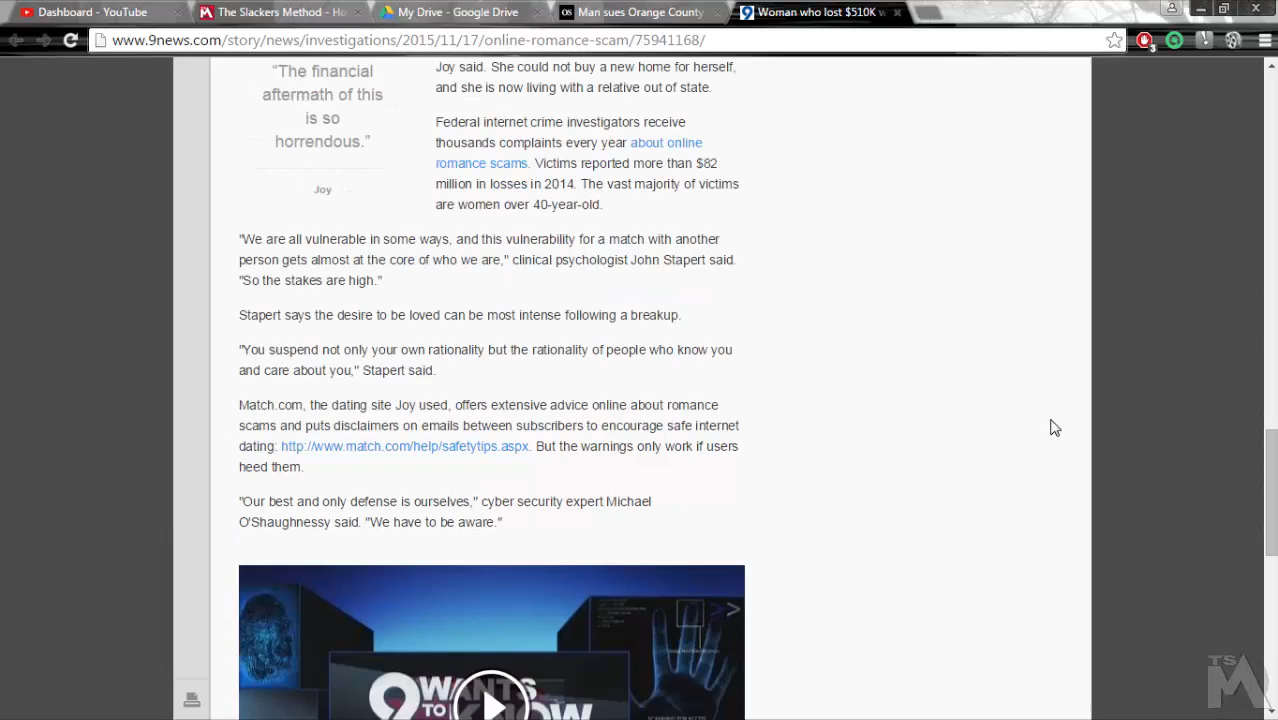 Dashboard - YouTube
The Slackers Method - Ho
My Drive - Google Drive
Man sues Orange County
Woman who lost $510K w
www.9news.com/story/news/investigations/2015/11/17/online-romance-scam/75941168/
3
“The financial
aftermath of this
is so
horrendous.”
Joy
Joy said. She could not buy a new home for herself,
and she is now living with a relative out of state.
Federal internet crime investigators receive
thousands complaints every year about online
romance scams. Victims reported more than $82
million in losses in 2014. The vast majority of victims
are women over 40-year-old.
"We are all vulnerable in some ways, and this vulnerability for a match with another
person gets almost at the core of who we are," clinical psychologist John Stapert said.
"So the stakes are high."
Stapert says the desire to be loved can be most intense following a breakup.
"You suspend not only your own rationality but the rationality of people who know you
and care about you," Stapert said.
Match.com, the dating site Joy used, offers extensive advice online about romance
scams and puts disclaimers on emails between subscribers to encourage safe internet
dating: http://www.match.com/help/safetytips.aspx. But the warnings only work if users
heed them.
"Our best and only defense is ourselves," cyber security expert Michael
O'Shaughnessy said. "We have to be aware."
9 WANTS
TO KNOW
TSM